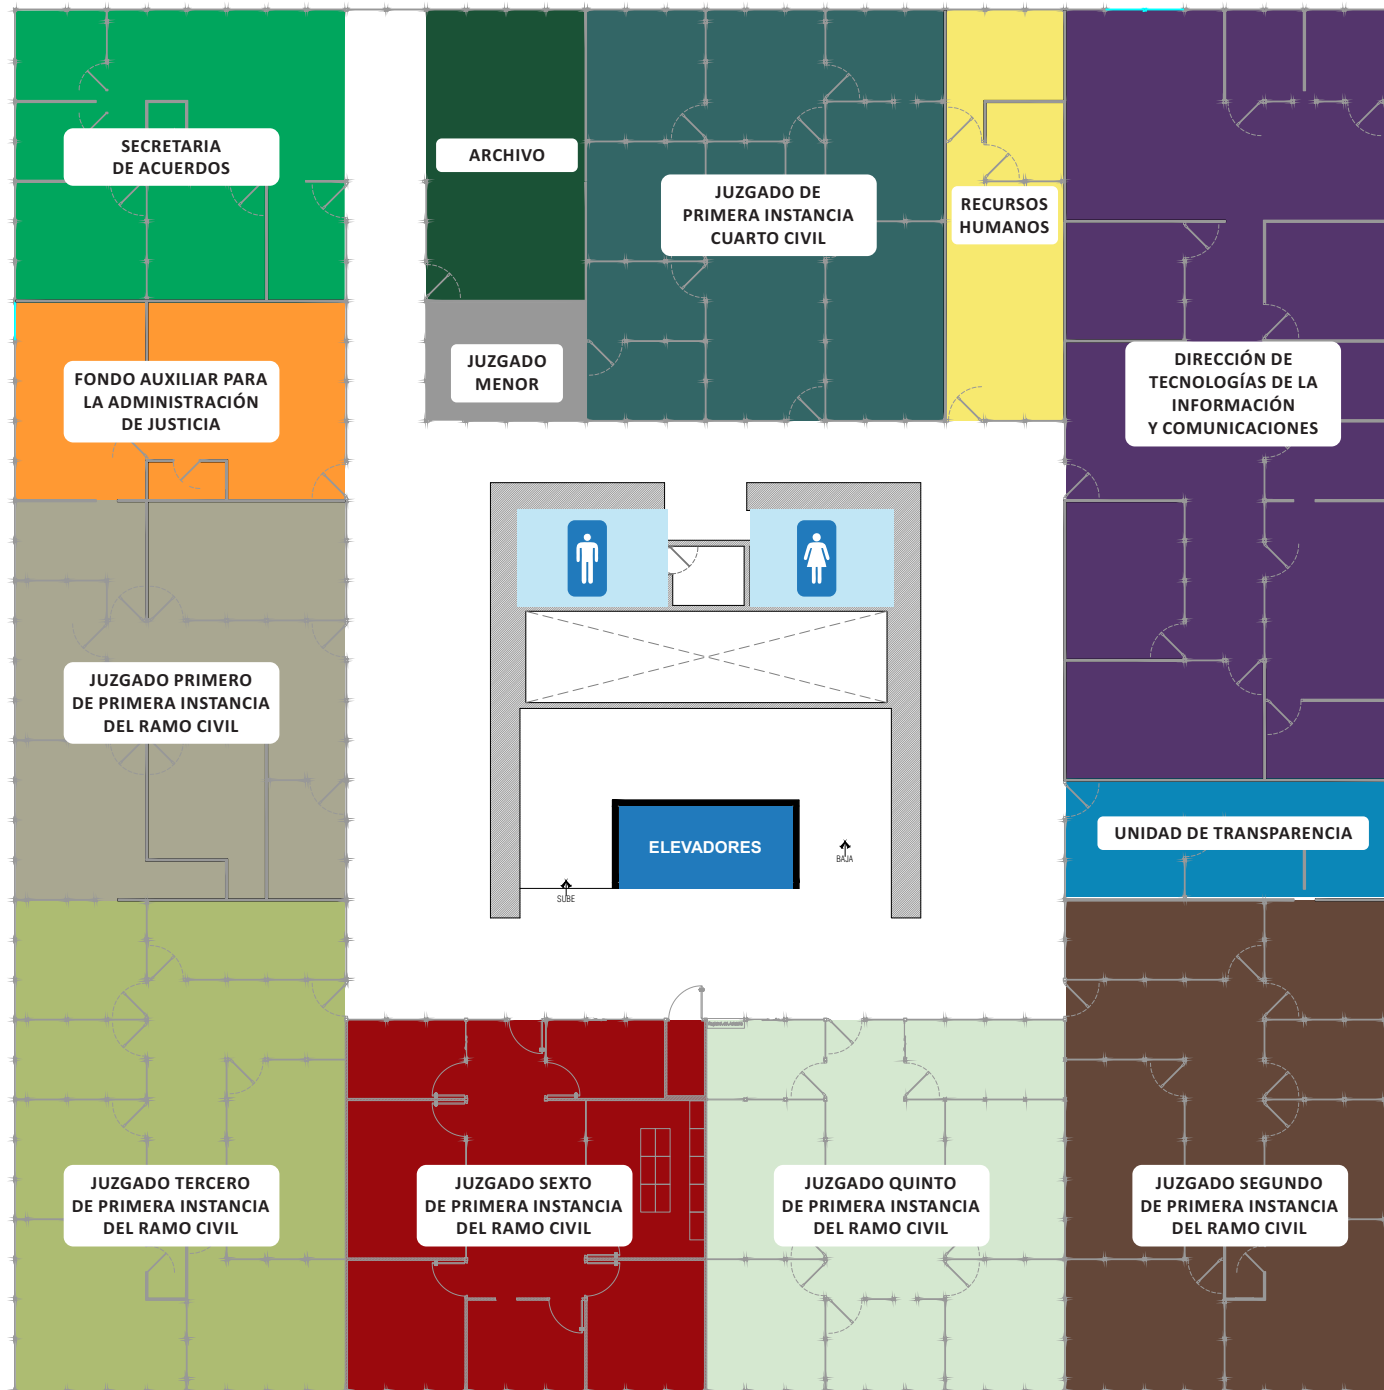 SECRETARIA
DE ACUERDOS
ARCHIVO
JUZGADO DE
PRIMERA INSTANCIA
CUARTO CIVIL
RECURSOS
HUMANOS
JUZGADO
MENOR
FONDO AUXILIAR PARA
LA ADMINISTRACIÓN
DE JUSTICIA
DIRECCIÓN DE
TECNOLOGÍAS DE LA
INFORMACIÓN
Y COMUNICACIONES
JUZGADO PRIMERO
DE PRIMERA INSTANCIA
DEL RAMO CIVIL
ELEVADORES
BAJA
SUBE
UNIDAD DE TRANSPARENCIA
JUZGADO TERCERO
DE PRIMERA INSTANCIA
DEL RAMO CIVIL
JUZGADO SEXTO
DE PRIMERA INSTANCIA
DEL RAMO CIVIL
JUZGADO QUINTO
DE PRIMERA INSTANCIA
DEL RAMO CIVIL
JUZGADO SEGUNDO
DE PRIMERA INSTANCIA
DEL RAMO CIVIL